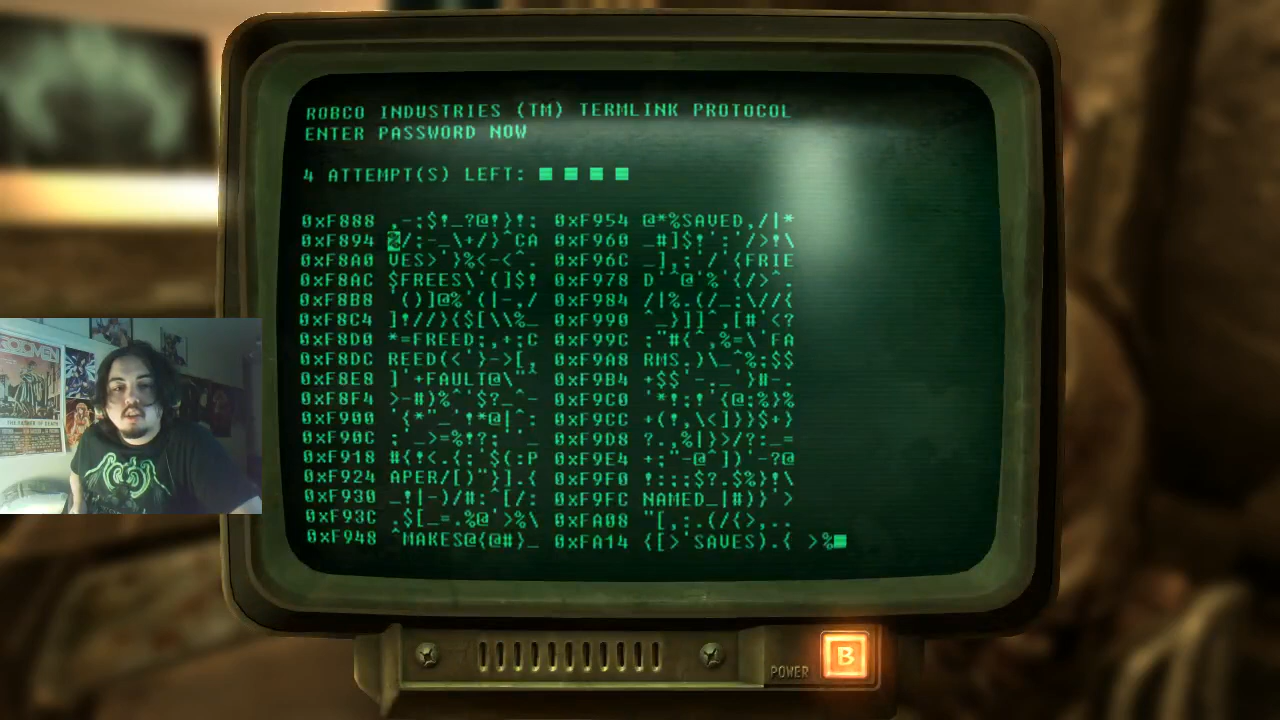 ROBCO INDUSTRIES (TM) TERMLINK PROTOCOL
ENTER PASSWORD NOW
4 ATTEMPT(S) LEFT: ■ ■ ■ ■
0xF888 ,-:$!_?@!}!: 0xF954 @*%SAVED,/|*
0xF894 %/:-_\+/}^CA 0xF960 _#]$!':'/>!\
0xF8A0 VES>'}%<-<^. 0xF96C _],:'/'{FRIE
0xF8AC $FREES\'(]$! 0xF978 D'"@'%'{/>^.
0xF8B8 '()]@%'(|-,/ 0xF984 /|%.(/_:\//{
0xF8C4 ]!//}{$[\\%_ 0xF990 ^_}]]^,[#'<?
0xF8D0 *=FREED:,+;C 0xF99C ;"#{^,%=\'FA
0xF8DC REED(<'}->[, 0xF9A8 RMS.)\_^%;$$
0xF8E8 ]'+FAULT@\", 0xF9B4 +$$'-._'}#-.
0xF8F4 >-#)%^'$?_^- 0xF9C0 '*!;!'{@:%}%
0xF900 '{*"_'!*@|^: 0xF9CC +(!,\<]}}$+}
0xF90C 0xF9D8 ?.,%|}>/?:_=
0xF918 #{!<.{;'$(:P 0xF9E4 +;"-@^])'-?@
0xF924 APER/[)"}].{ 0xF9F0 !:;:$?.$%}!\
0xF930 _!|-)/#:^[/: 0xF9FC NAMED_|#)}'>
0xF93C .$[_=.%@'>%\ 0xFA08 "[,:.(/{>,..
0xF948 ^MAKES@{@#}_ 0xFA14 {[>'SAVES).{ >%■
POWER
B